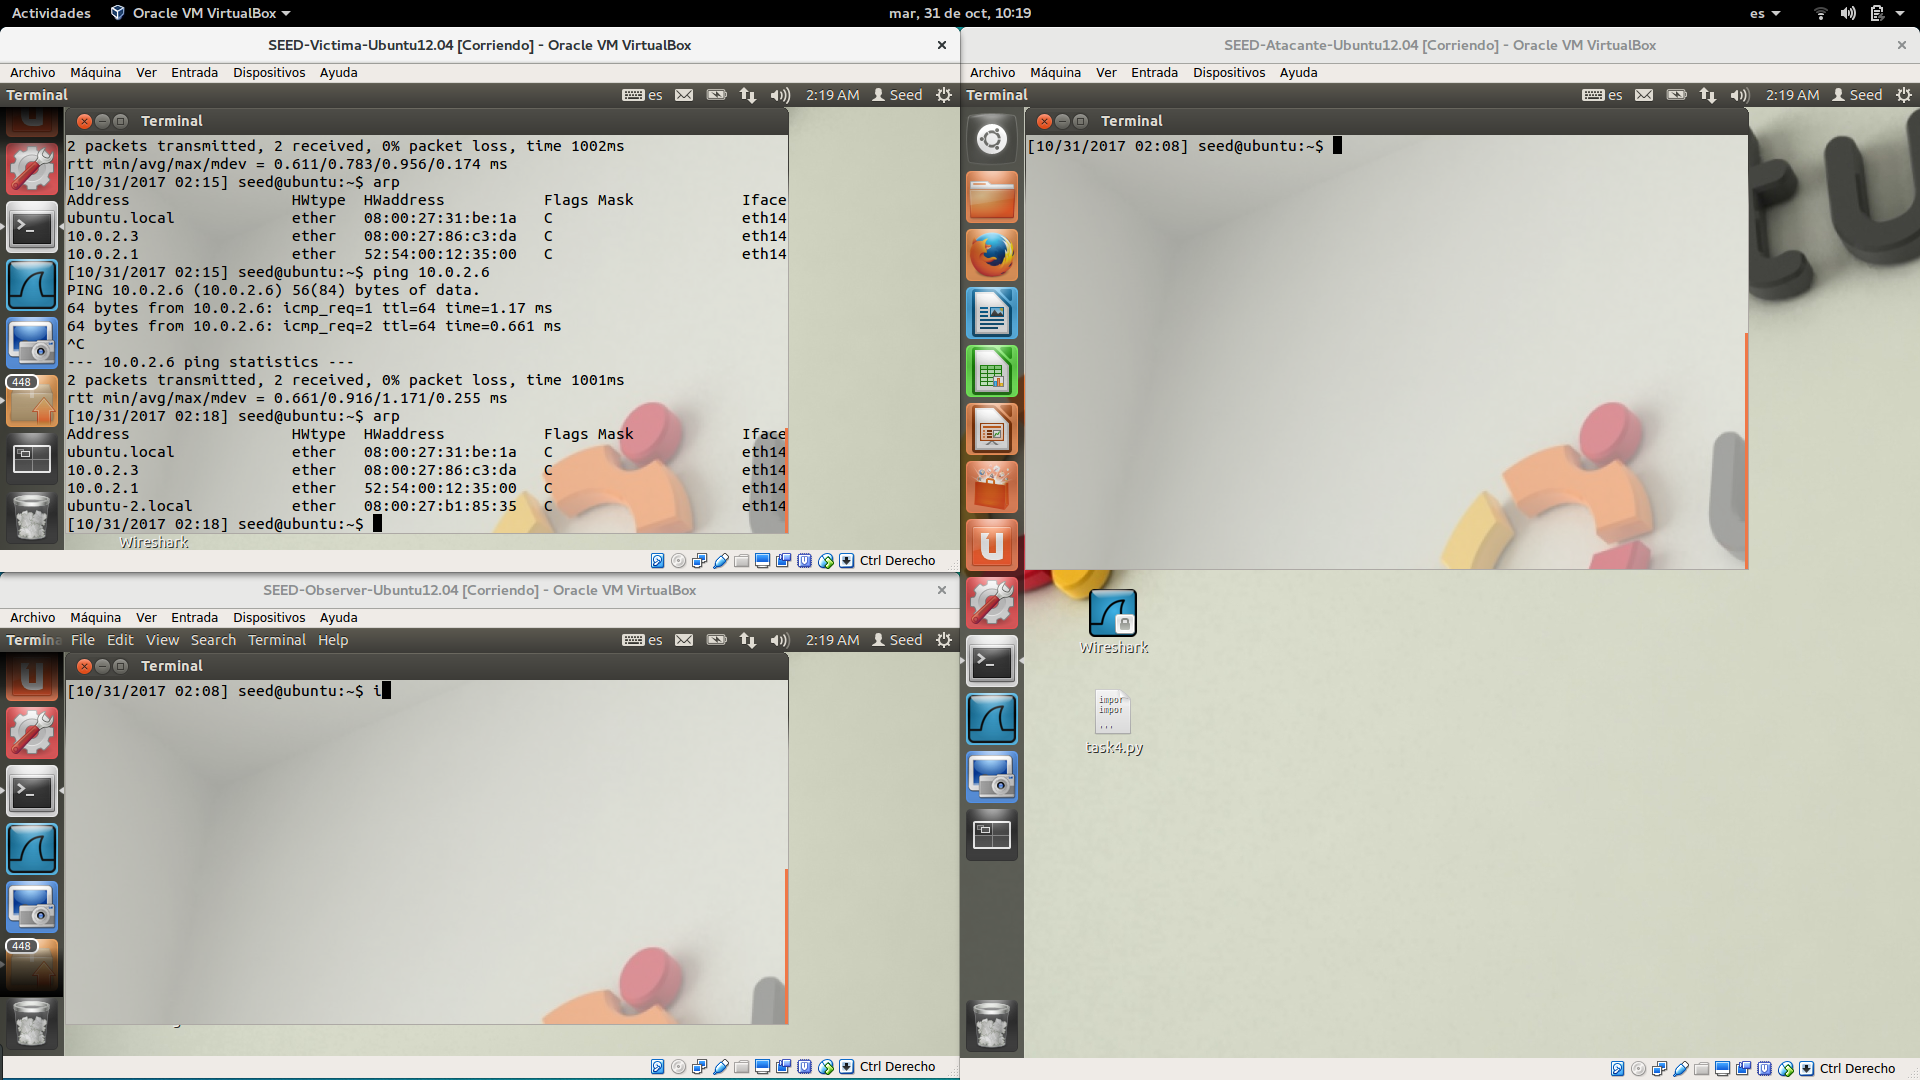 Actividades Oracle VM VirtualBox mar, 31 de oct, 10:19 es
SEED-Victima-Ubuntu12.04 [Corriendo] - Oracle VM VirtualBox
Archivo Máquina Ver Entrada Dispositivos Ayuda
Terminal es 2:19 AM Seed
Terminal
2 packets transmitted, 2 received, 0% packet loss, time 1002ms
rtt min/avg/max/mdev = 0.611/0.783/0.956/0.174 ms
[10/31/2017 02:15] seed@ubuntu:~$ arp
Address HWtype HWaddress Flags Mask Iface
ubuntu.local ether 08:00:27:31:be:1a C eth14
10.0.2.3 ether 08:00:27:86:c3:da C eth14
10.0.2.1 ether 52:54:00:12:35:00 C eth14
[10/31/2017 02:15] seed@ubuntu:~$ ping 10.0.2.6
PING 10.0.2.6 (10.0.2.6) 56(84) bytes of data.
64 bytes from 10.0.2.6: icmp_req=1 ttl=64 time=1.17 ms
64 bytes from 10.0.2.6: icmp_req=2 ttl=64 time=0.661 ms
^C
--- 10.0.2.6 ping statistics ---
2 packets transmitted, 2 received, 0% packet loss, time 1001ms
rtt min/avg/max/mdev = 0.661/0.916/1.171/0.255 ms
[10/31/2017 02:18] seed@ubuntu:~$ arp
Address HWtype HWaddress Flags Mask Iface
ubuntu.local ether 08:00:27:31:be:1a C eth14
10.0.2.3 ether 08:00:27:86:c3:da C eth14
10.0.2.1 ether 52:54:00:12:35:00 C eth14
ubuntu-2.local ether 08:00:27:b1:85:35 C eth14
[10/31/2017 02:18] seed@ubuntu:~$
448
Wireshark
Ctrl Derecho
SEED-Observer-Ubuntu12.04 [Corriendo] - Oracle VM VirtualBox
Archivo Máquina Ver Entrada Dispositivos Ayuda
Termina File Edit View Search Terminal Help es 2:19 AM Seed
Terminal
[10/31/2017 02:08] seed@ubuntu:~$ i
448
Ctrl Derecho
SEED-Atacante-Ubuntu12.04 [Corriendo] - Oracle VM VirtualBox
Archivo Máquina Ver Entrada Dispositivos Ayuda
Terminal es 2:19 AM Seed
Terminal
[10/31/2017 02:08] seed@ubuntu:~$
Wireshark
impor
impor
...
task4.py
Ctrl Derecho